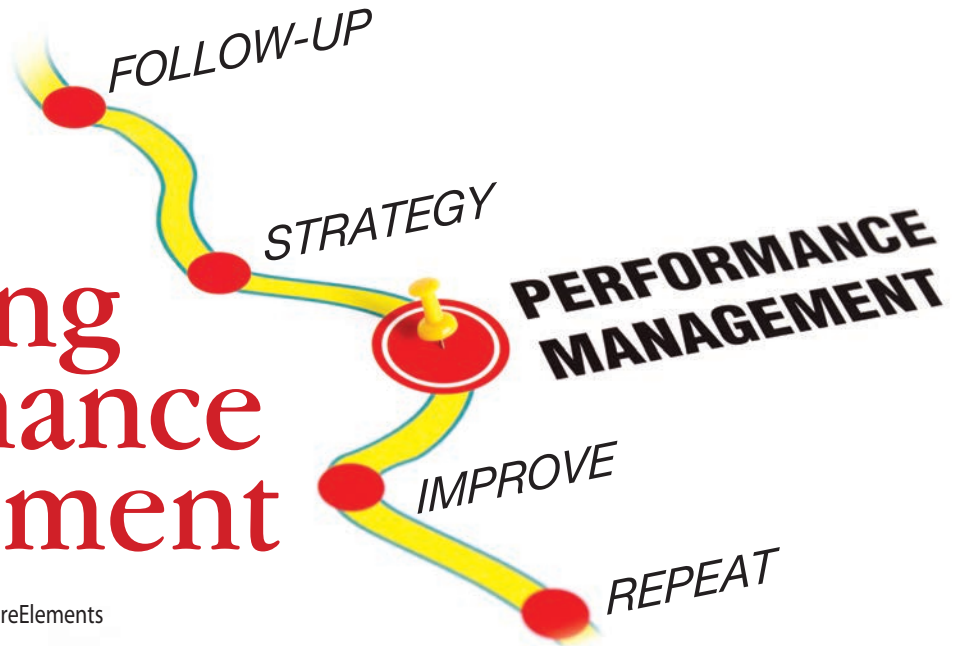 FOLLOW-UP
STRATEGY
PERFORMANCE
MANAGEMENT
ng
nance
ment
IMPROVE
REPEAT
reElements